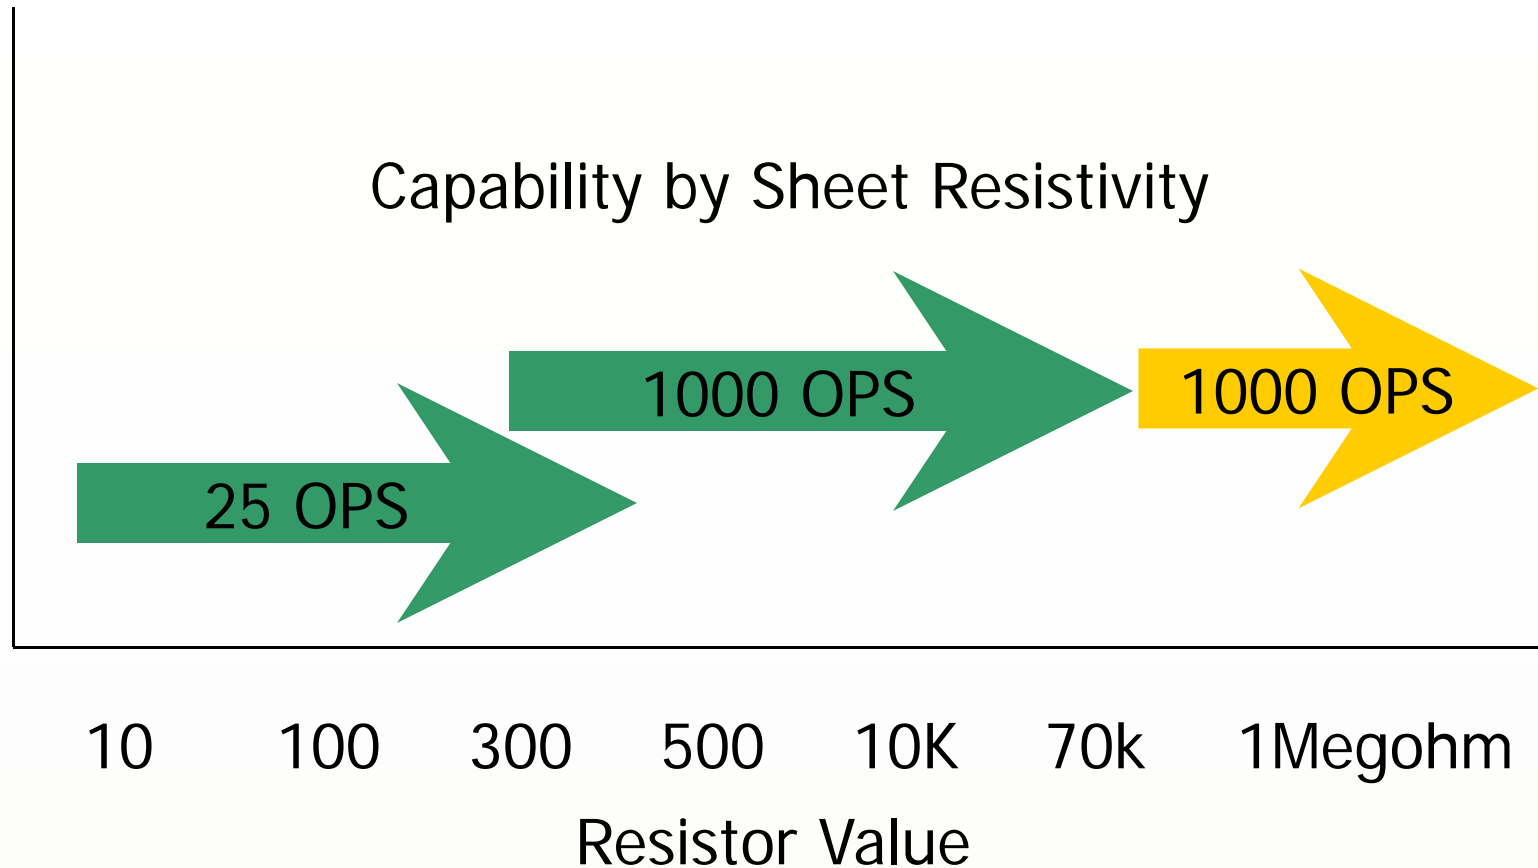 Capability by Sheet Resistivity
1000 OPS
1000 OPS
25 OPS
10 100 300 500 10K 70k 1Megohm
Resistor Value